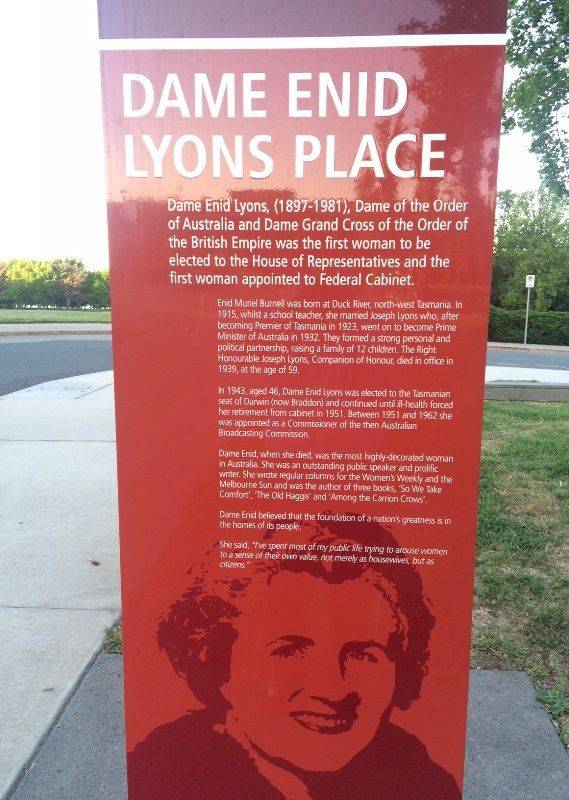 DAME ENID
LYONS PLACE
Dame Enid Lyons, (1897-1981), Dame of the Order
of Australia and Dame Grand Cross of the Order of
the British Empire was the first woman to be
elected to the House of Representatives and the
first woman appointed to Federal Cabinet.
Enid Muriel Burnell was born at Duck River, north-west Tasmania. In
1915, whilst a school teacher, she married Joseph Lyons who, after
becoming Premier of Tasmania in 1923, went on to become Prime
Minister of Australia in 1932. They formed a strong personal and
political partnership, raising a family of 12 children. The Right
Honourable Joseph Lyons, Companion of Honour, died in office in
1939, at the age of 59.
In 1943, aged 46, Dame Enid Lyons was elected to the Tasmanian
seat of Darwin (now Braddon) and continued until ill-health forced
her retirement from cabinet in 1951. Between 1951 and 1962 she
was appointed as a Commissioner of the then Australian
Broadcasting Commission.
Dame Enid, when she died, was the most highly-decorated woman
in Australia. She was an outstanding public speaker and prolific
writer. She wrote regular columns for the Women's Weekly and the
Melbourne Sun and was the author of three books, 'So We Take
Comfort', 'The Old Haggis' and 'Among the Carrion Crows'.
Dame Enid believed that the foundation of a nation's greatness is in
the homes of its people.
She said, "I've spent most of my public life trying to arouse women
to a sense of their own value, not merely as housewives, but as
citizens."